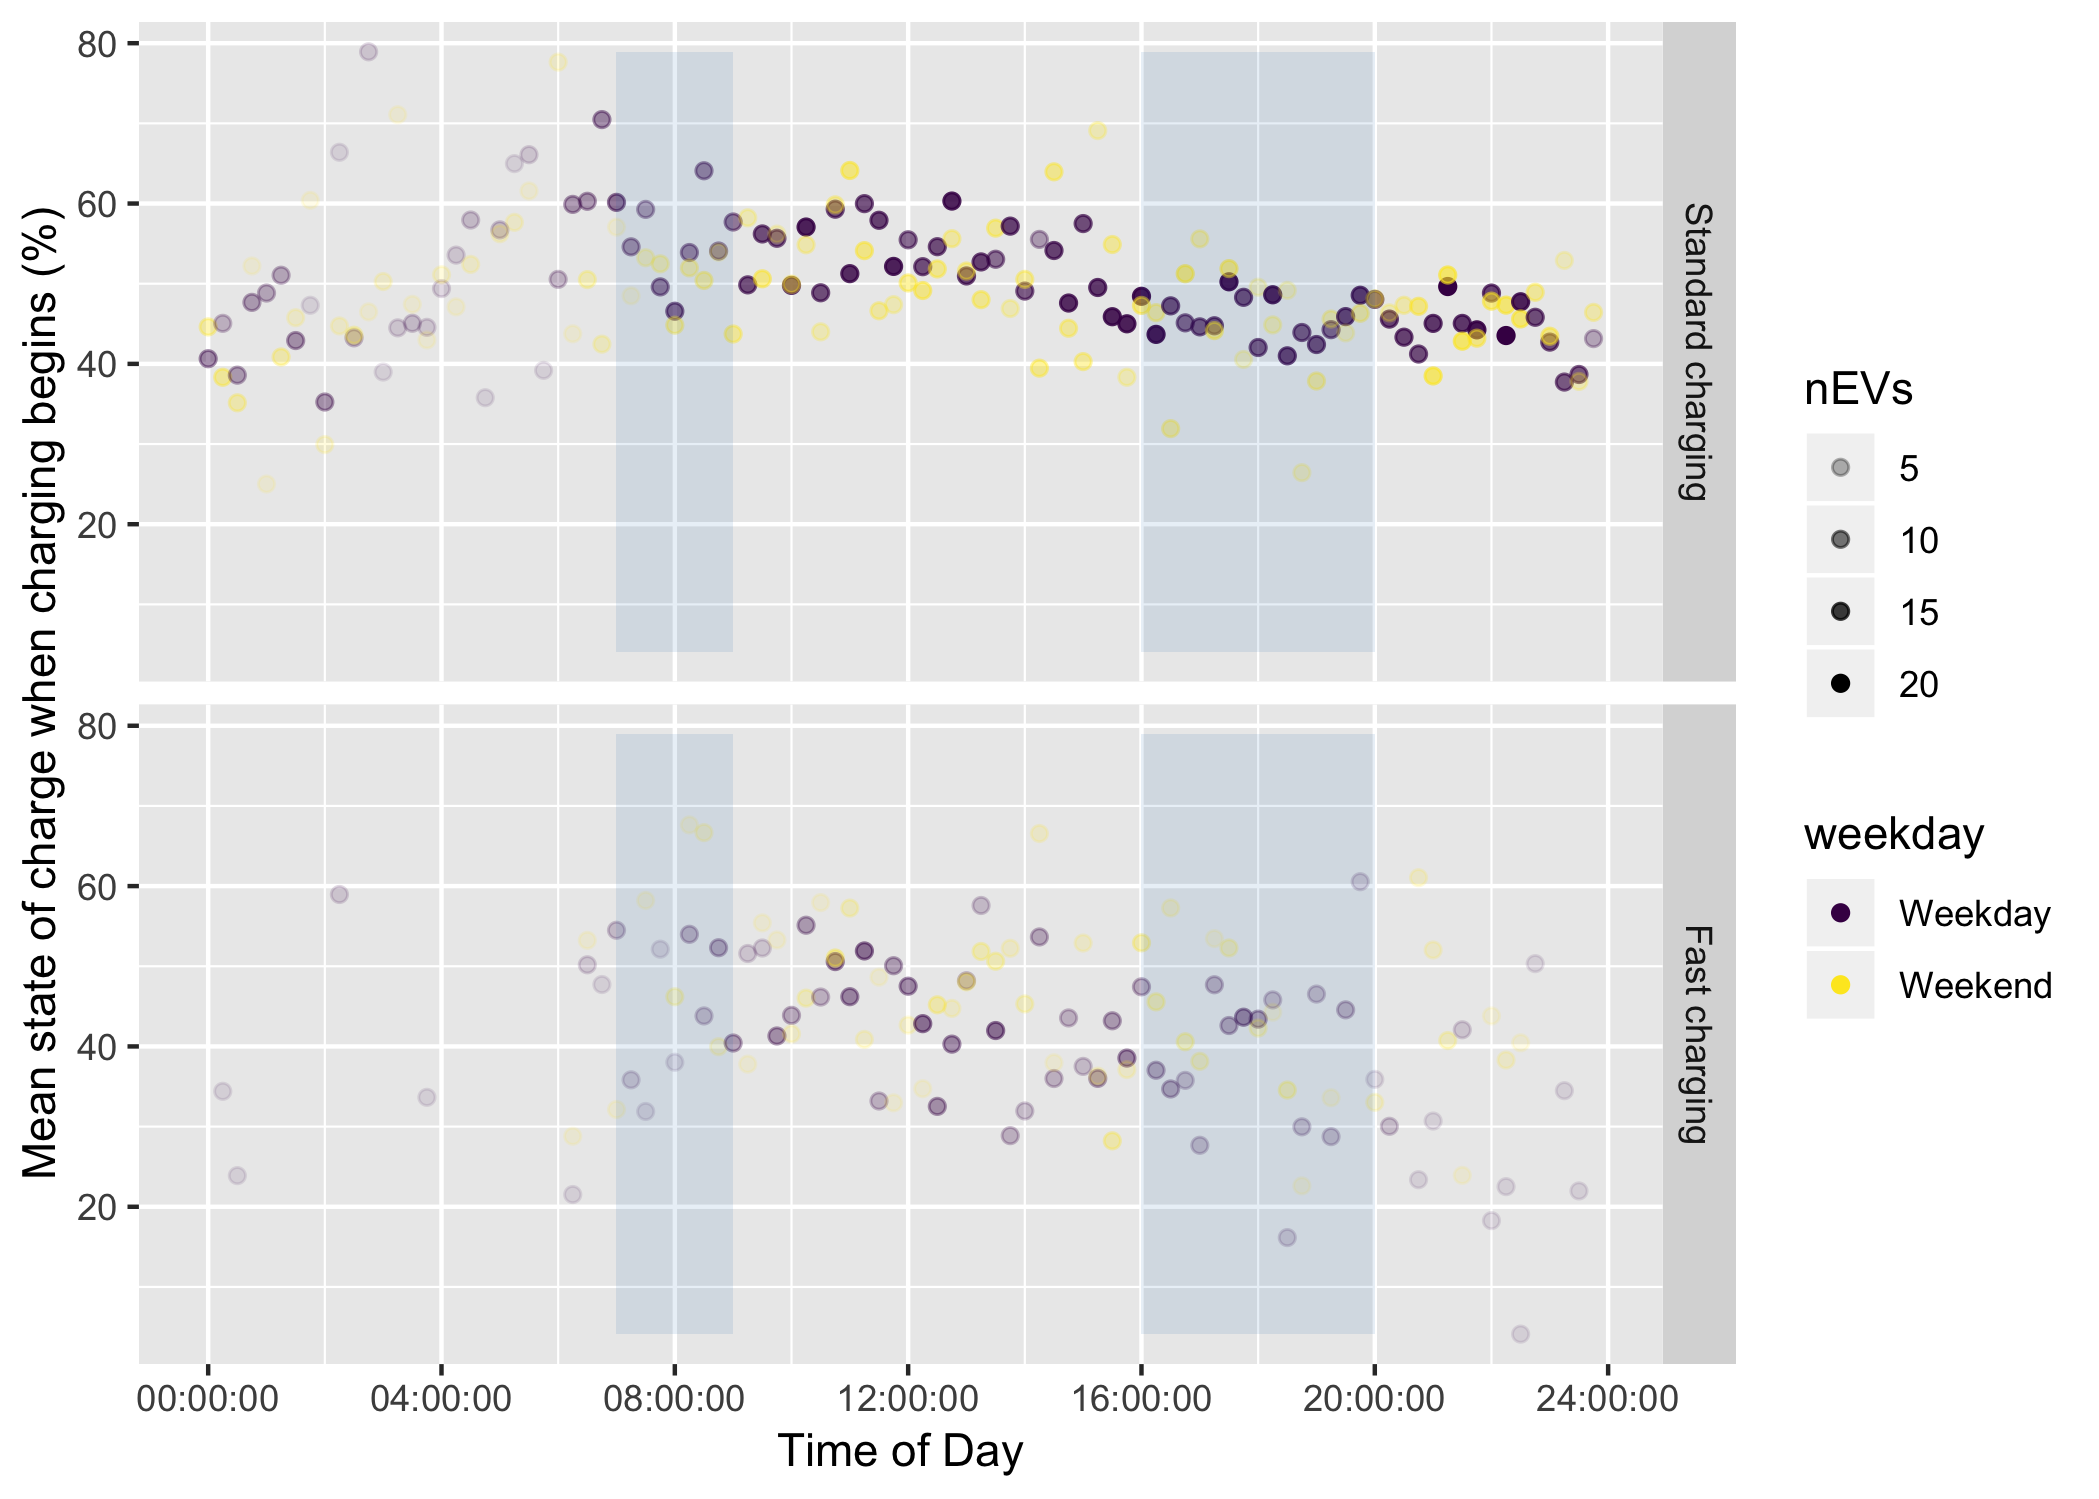 Mean state of charge when charging begins (%)
80
60
40
20
Standard charging
80
60
40
20
Fast charging
00:00:00 04:00:00 08:00:00 12:00:00 16:00:00 20:00:00 24:00:00
Time of Day
nEVs
5
10
15
20
weekday
Weekday
Weekend